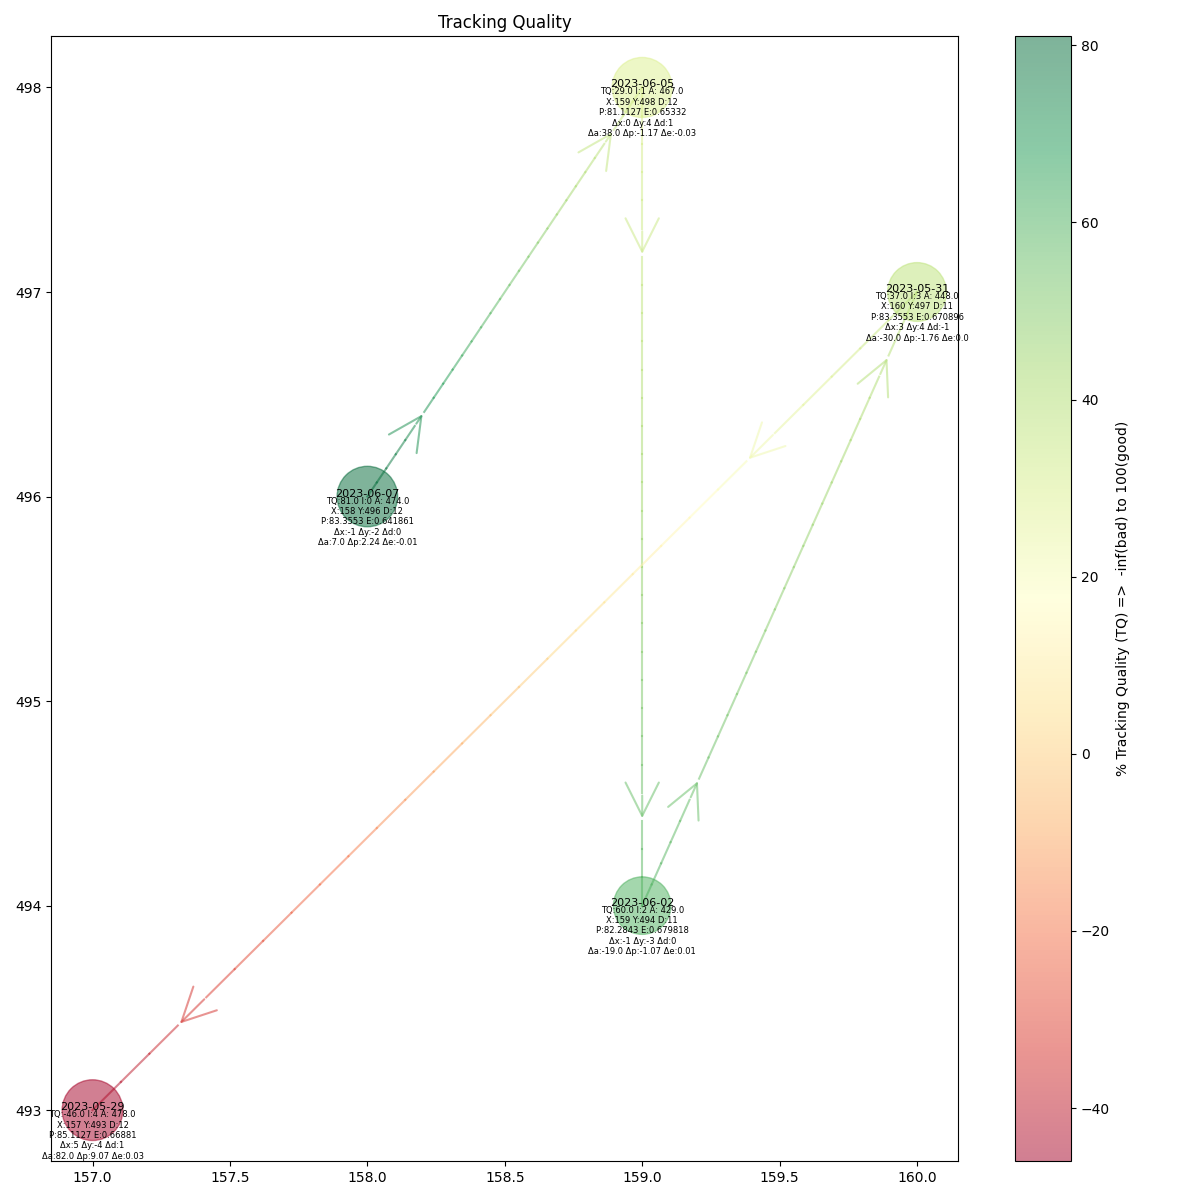 Tracking Quality
498
497
496
495
494
493
157.0
157.5
158.0
158.5
159.0
159.5
160.0
2023-06-05
TQ:29.0 I:1 A: 467.0
X:159 Y:498 D:12
P:81.1127 E:0.65332
Δx:0 Δy:4 Δd:1
Δa:38.0 Δp:-1.17 Δe:-0.03
2023-05-31
TQ:37.0 I:3 A: 448.0
X:160 Y:497 D:11
P:83.3553 E:0.670896
Δx:3 Δy:4 Δd:-1
Δa:-30.0 Δp:-1.76 Δe:0.0
2023-06-07
TQ:81.0 I:0 A: 474.0
X:158 Y:496 D:12
P:83.3553 E:0.641861
Δx:-1 Δy:-2 Δd:0
Δa:7.0 Δp:2.24 Δe:-0.01
2023-06-02
TQ:60.0 I:2 A: 429.0
X:159 Y:494 D:11
P:82.2843 E:0.679818
Δx:-1 Δy:-3 Δd:0
Δa:-19.0 Δp:-1.07 Δe:0.01
2023-05-29
TQ:-46.0 I:4 A: 478.0
X:157 Y:493 D:12
P:85.1127 E:0.66881
Δx:5 Δy:-4 Δd:1
Δa:82.0 Δp:9.07 Δe:0.03
80
60
40
20
0
−20
−40
% Tracking Quality (TQ) => -inf(bad) to 100(good)